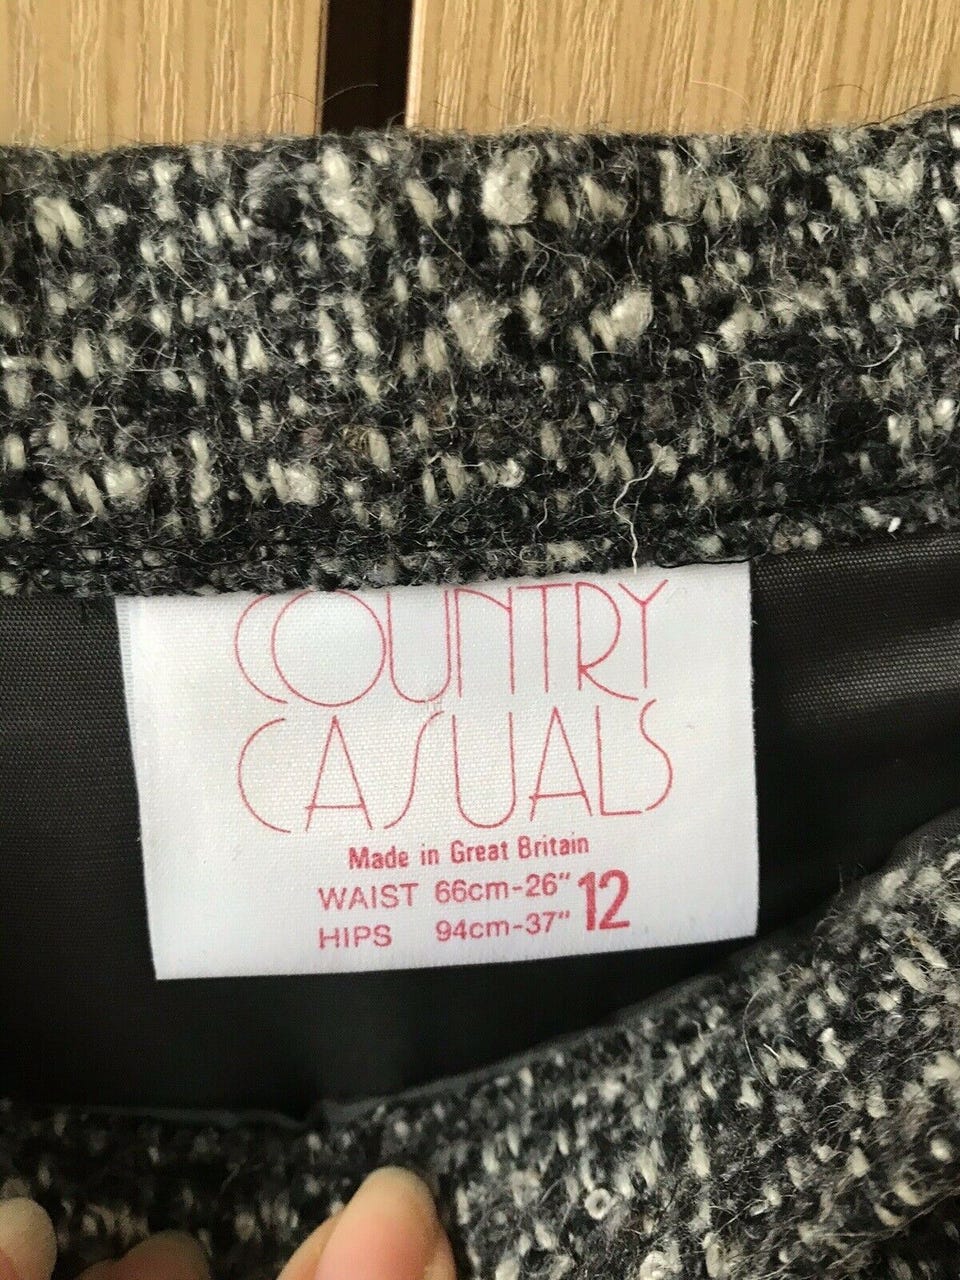 COUNTRY
CASUALS
Made in Great Britain
WAIST 66cm-26" 12
HIPS 94cm-37"